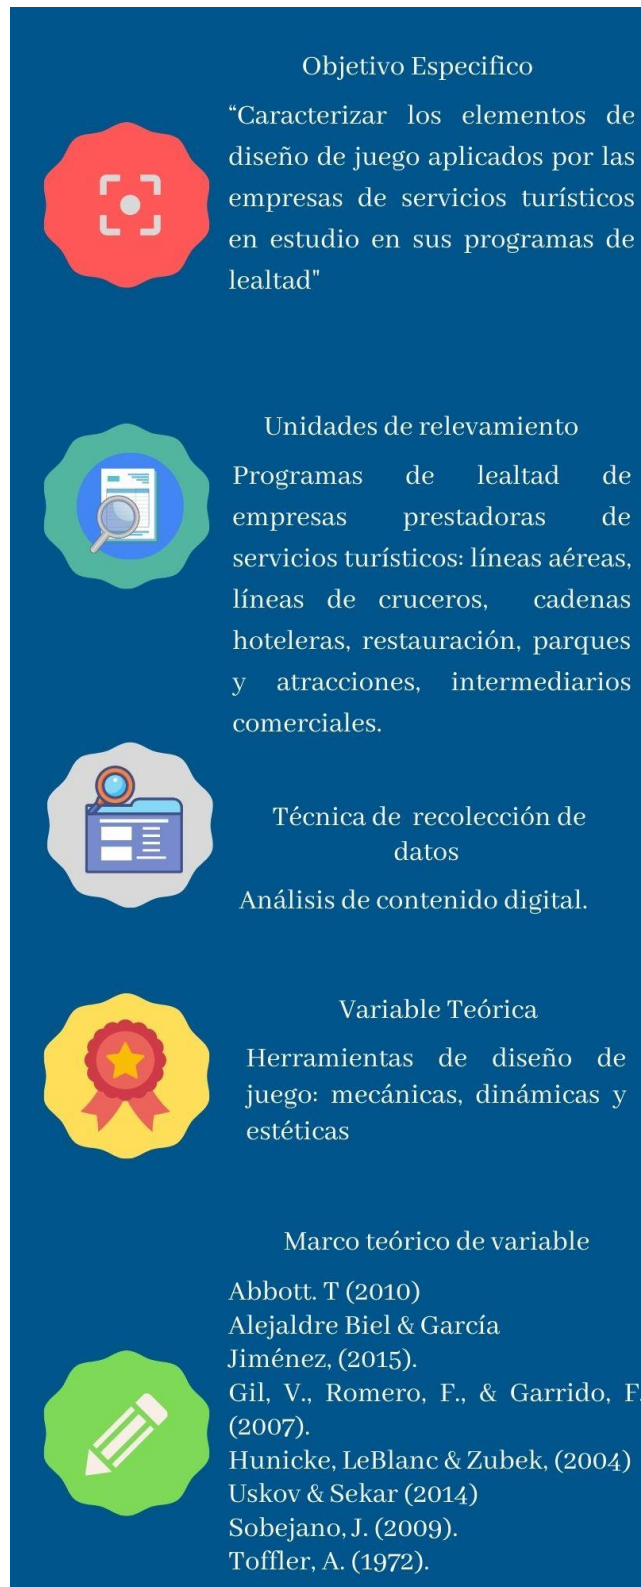 Objetivo Especifico
“Caracterizar los elementos de
diseño de juego aplicados por las
empresas de servicios turísticos
en estudio en sus programas de
lealtad"
Unidades de relevamiento
Programas de lealtad de
empresas prestadoras de
servicios turísticos: líneas aéreas,
líneas de cruceros, cadenas
hoteleras, restauración, parques
y atracciones, intermediarios
comerciales.
Técnica de recolección de
datos
Análisis de contenido digital.
Variable Teórica
Herramientas de diseño de
juego: mecánicas, dinámicas y
estéticas
Marco teórico de variable
Abbott. T (2010)
Alejaldre Biel & García
Jiménez, (2015).
Gil, V., Romero, F., & Garrido, F.
(2007).
Hunicke, LeBlanc & Zubek, (2004)
Uskov & Sekar (2014)
Sobejano, J. (2009).
Toffler, A. (1972).